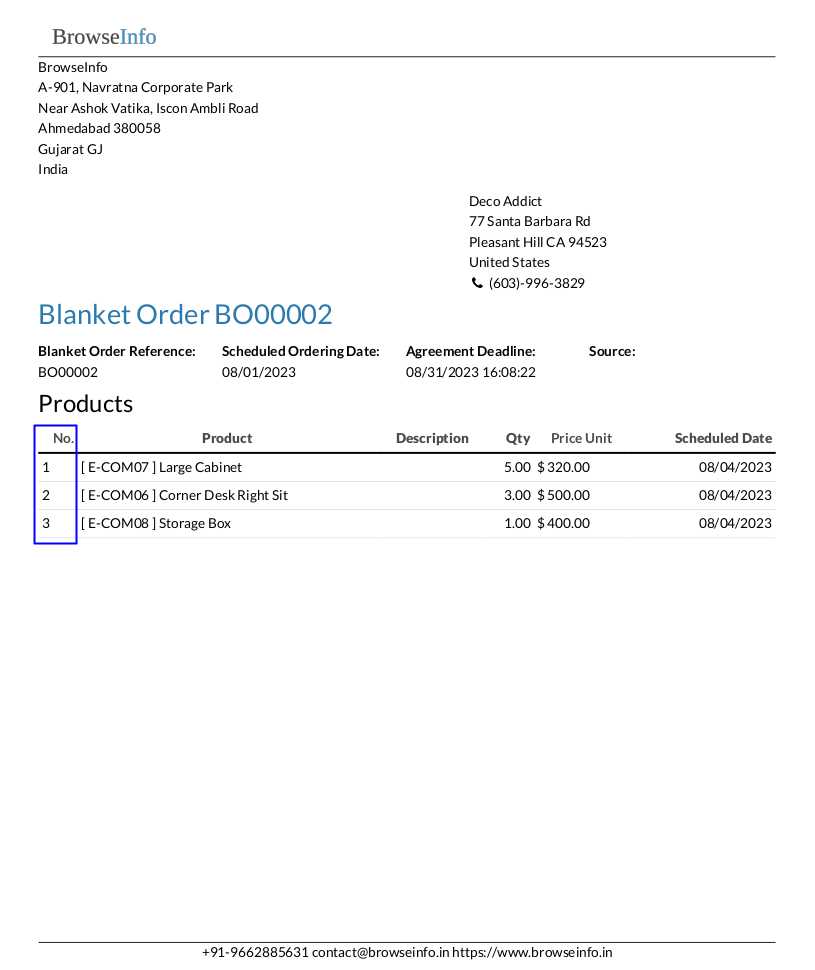 BrowseInfo
BrowseInfo
A-901, Navratna Corporate Park
Near Ashok Vatika, Iscon Ambli Road
Ahmedabad 380058
Gujarat GJ
India
Deco Addict
77 Santa Barbara Rd
Pleasant Hill CA 94523
United States
(603)-996-3829
Blanket Order BO00002
Blanket Order Reference: Scheduled Ordering Date: Agreement Deadline: Source:
BO00002 08/01/2023 08/31/2023 16:08:22
Products
No. Product Description Qty Price Unit Scheduled Date
1 [ E-COM07 ] Large Cabinet 5.00 $ 320.00 08/04/2023
2 [ E-COM06 ] Corner Desk Right Sit 3.00 $ 500.00 08/04/2023
3 [ E-COM08 ] Storage Box 1.00 $ 400.00 08/04/2023
+91-9662885631 contact@browseinfo.in https://www.browseinfo.in